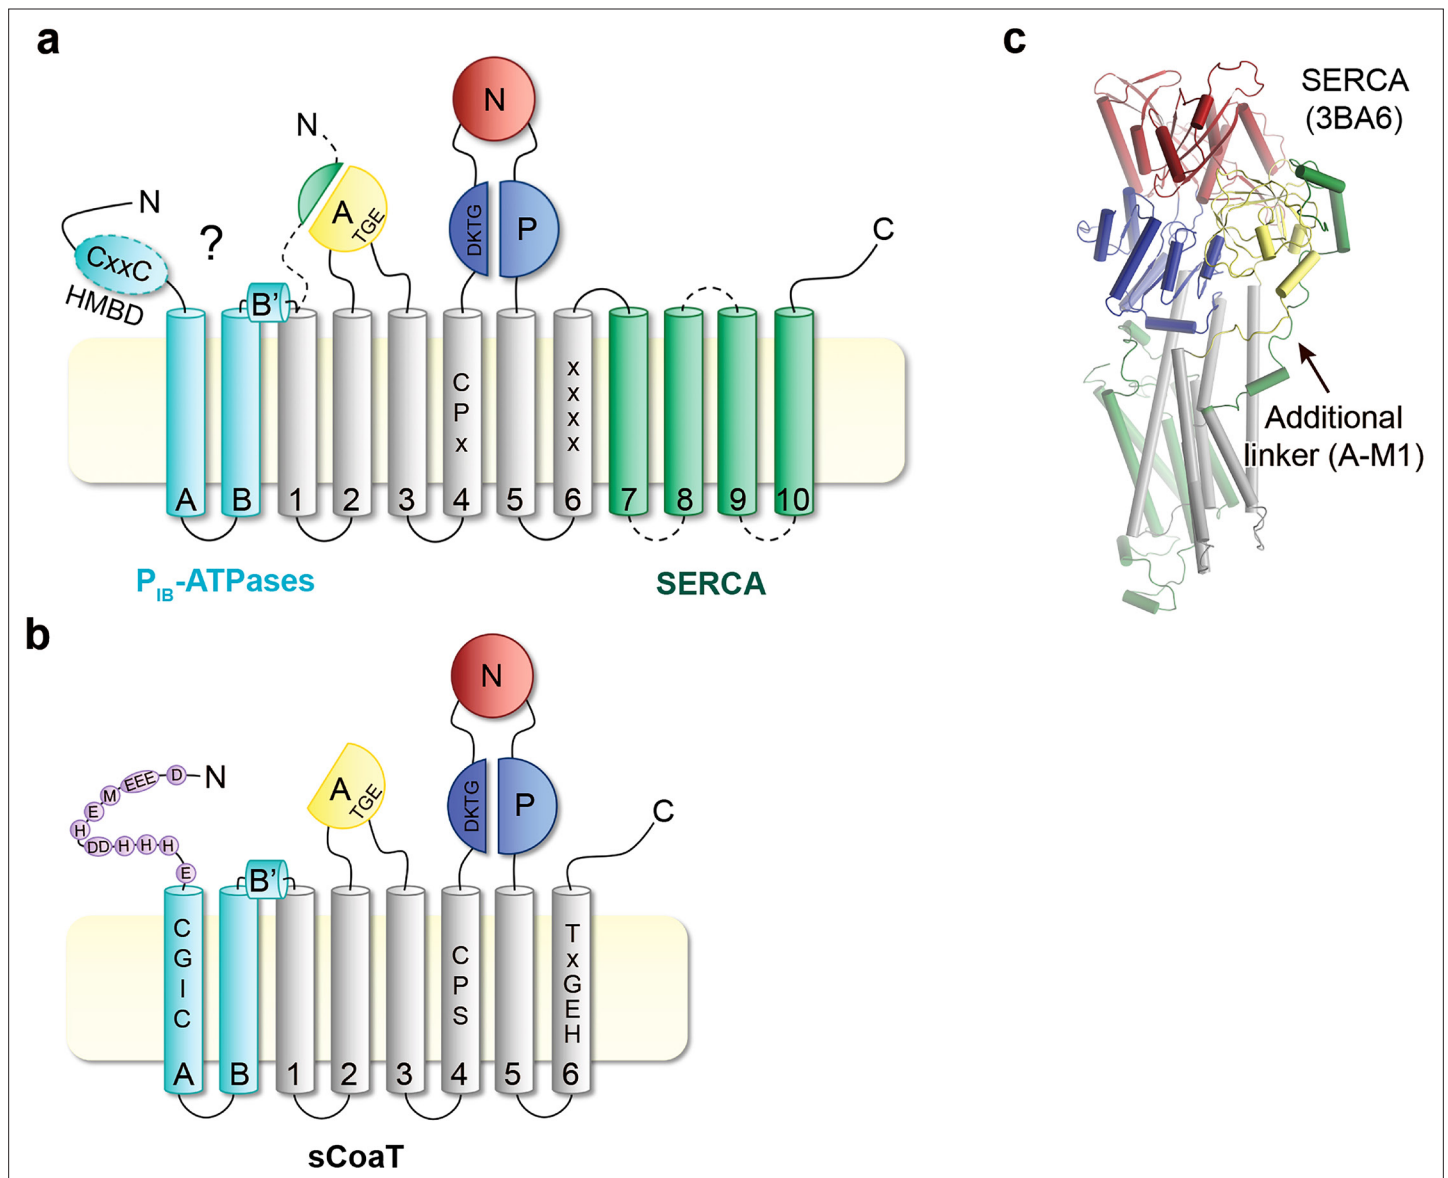 a
N
N
N
A
TGE
DKTG
P
C
CxxC
HMBD
?
B’
C
P
x
x
x
x
x
A
B
1
2
3
4
5
6
7
8
9
10
PIB-ATPases
SERCA
b
N
N
D
EEE
M
E
H
DD
H
H
H
E
A
TGE
DKTG
P
C
B’
C
G
I
C
C
P
S
T
x
G
E
H
A
B
1
2
3
4
5
6
sCoaT
c
SERCA
(3BA6)
Additional
linker (A-M1)